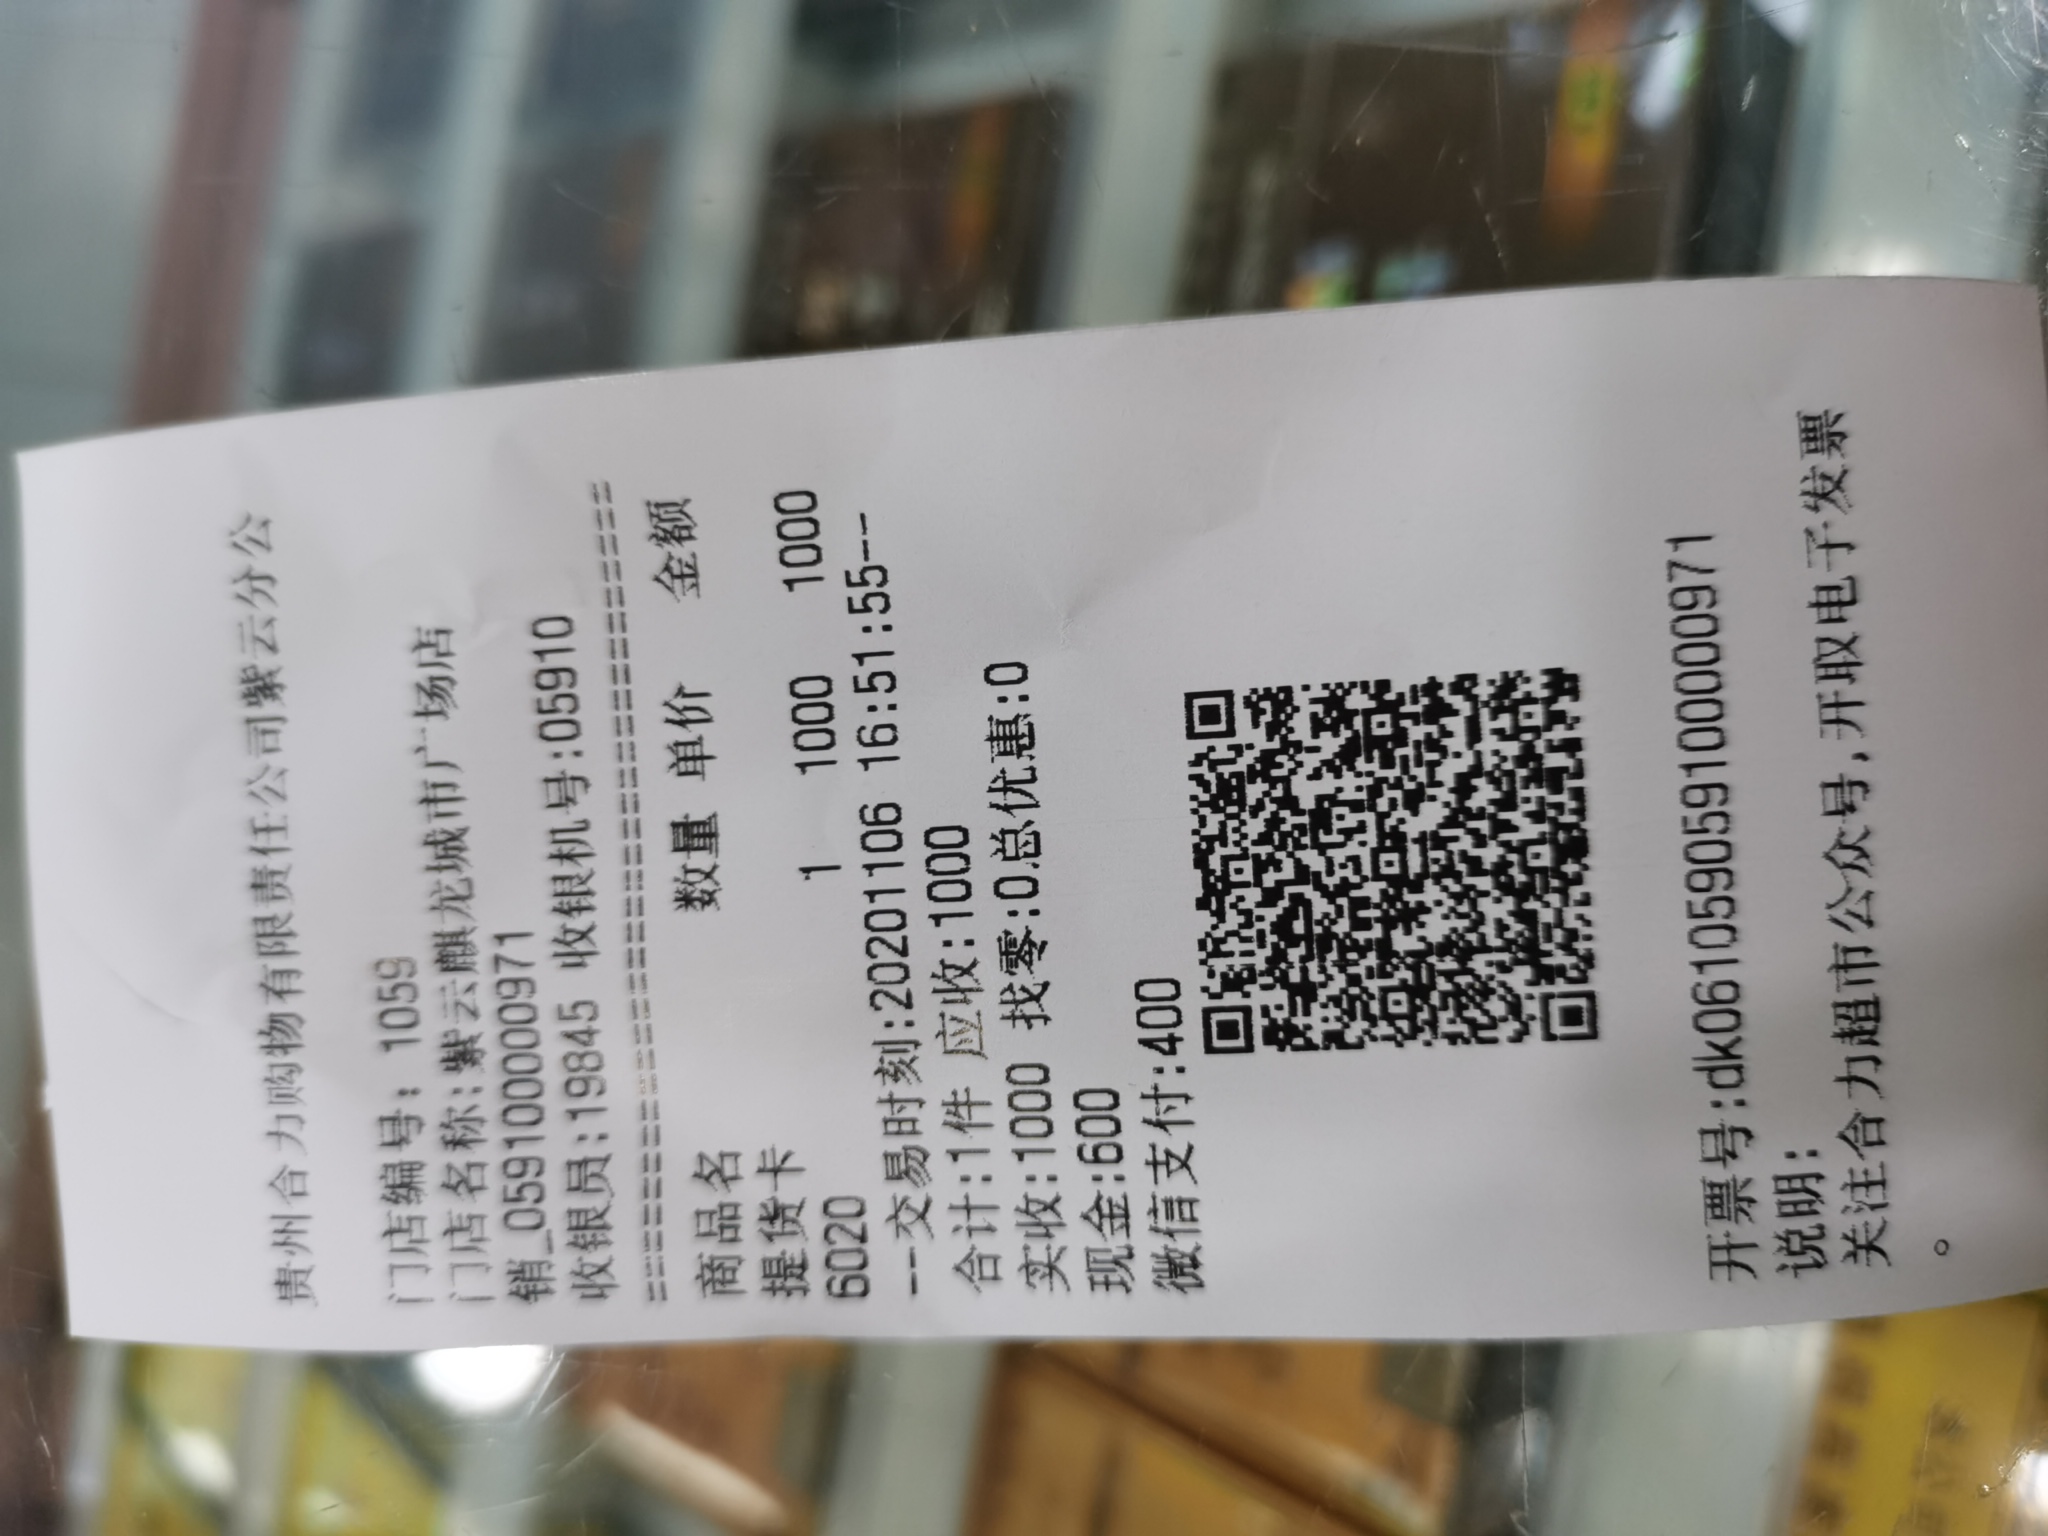 贵州合力购物有限责任公司紫云分公
门店编号: 1059
门店名称:紫云麒龙城市广场店
销_0591000000971
收银员:19845 收银机号:05910
商品名 数量 单价 金额
提货卡 1 1000 1000
6020
--交易时刻:20201106 16:51:55--
合计:1件 应收:1000
实收:1000 找零:0总优惠:0
现金:600
微信支付:400
开票号:dk061059059100000971
说明:
关注合力超市公众号,开取电子发票
。